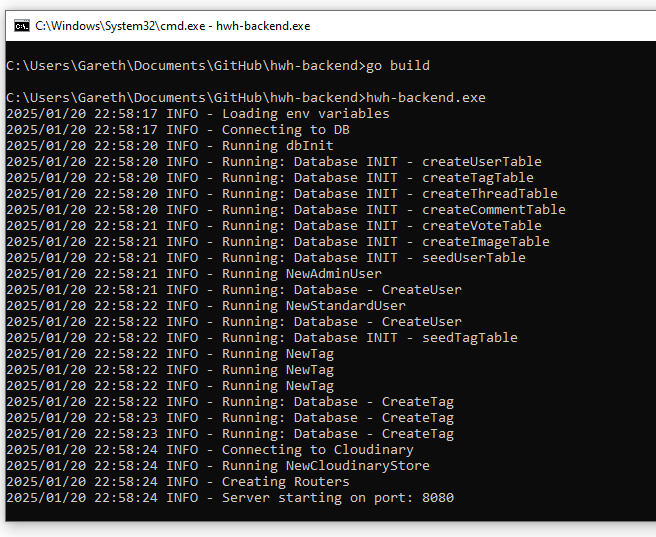 C:\Windows\System32\cmd.exe - hwh-backend.exe
C:\Users\Gareth\Documents\GitHub\hwh-backend>go build
C:\Users\Gareth\Documents\GitHub\hwh-backend>hwh-backend.exe
2025/01/20 22:58:17 INFO - Loading env variables
2025/01/20 22:58:17 INFO - Connecting to DB
2025/01/20 22:58:20 INFO - Running dbInit
2025/01/20 22:58:20 INFO - Running: Database INIT - createUserTable
2025/01/20 22:58:20 INFO - Running: Database INIT - createTagTable
2025/01/20 22:58:20 INFO - Running: Database INIT - createThreadTable
2025/01/20 22:58:20 INFO - Running: Database INIT - createCommentTable
2025/01/20 22:58:21 INFO - Running: Database INIT - createVoteTable
2025/01/20 22:58:21 INFO - Running: Database INIT - createImageTable
2025/01/20 22:58:21 INFO - Running: Database INIT - seedUserTable
2025/01/20 22:58:21 INFO - Running NewAdminUser
2025/01/20 22:58:21 INFO - Running: Database - CreateUser
2025/01/20 22:58:22 INFO - Running NewStandardUser
2025/01/20 22:58:22 INFO - Running: Database - CreateUser
2025/01/20 22:58:22 INFO - Running: Database INIT - seedTagTable
2025/01/20 22:58:22 INFO - Running NewTag
2025/01/20 22:58:22 INFO - Running NewTag
2025/01/20 22:58:22 INFO - Running NewTag
2025/01/20 22:58:22 INFO - Running: Database - CreateTag
2025/01/20 22:58:23 INFO - Running: Database - CreateTag
2025/01/20 22:58:23 INFO - Running: Database - CreateTag
2025/01/20 22:58:24 INFO - Connecting to Cloudinary
2025/01/20 22:58:24 INFO - Running NewCloudinaryStore
2025/01/20 22:58:24 INFO - Creating Routers
2025/01/20 22:58:24 INFO - Server starting on port: 8080